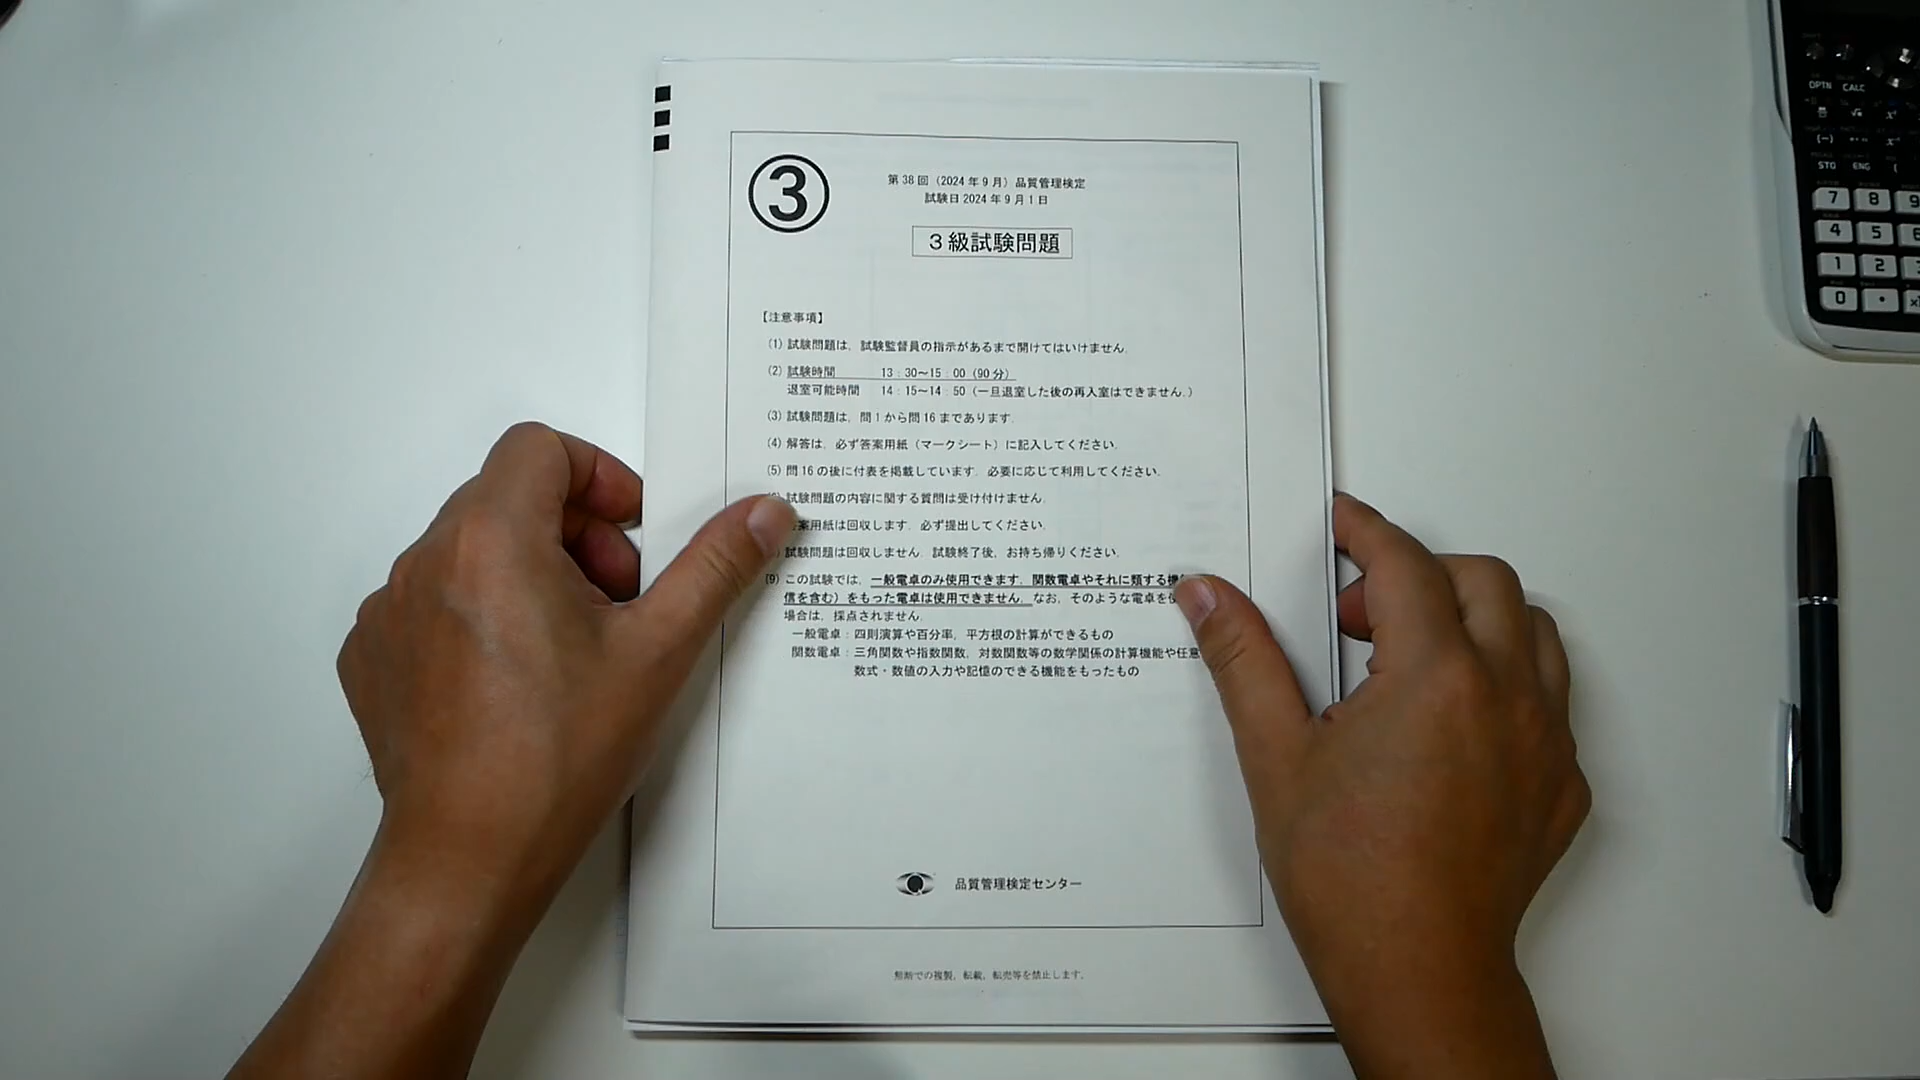 ③
第38回（2024年9月）品質管理検定
試験日2024年9月1日
３級試験問題
【注意事項】
(1) 試験問題は，試験監督員の指示があるまで開けてはいけません．
(2) 試験時間　13：30～15：00（90分）
退室可能時間　14：15～14：50（一旦退室した後の再入室はできません．）
(3) 試験問題は，問1から問16まであります．
(4) 解答は，必ず答案用紙（マークシート）に記入してください．
(5) 問16の後に付表を掲載しています．必要に応じて利用してください．
試験問題の内容に関する質問は受け付けません．
案用紙は回収します．必ず提出してください．
試験問題は回収しません．試験終了後，お持ち帰りください．
(9) この試験では，一般電卓のみ使用できます．関数電卓やそれに類する機
信を含む）をもった電卓は使用できません．なお，そのような電卓を使
場合は，採点されません．
一般電卓：四則演算や百分率，平方根の計算ができるもの
関数電卓：三角関数や指数関数，対数関数等の数学関係の計算機能や任意
数式・数値の入力や記憶のできる機能をもったもの
品質管理検定センター
無断での複製，転載，転売等を禁止します．
OPTN CALC
(-)
STO ENG (
7 8 9
4 5 6
1 2
0 •